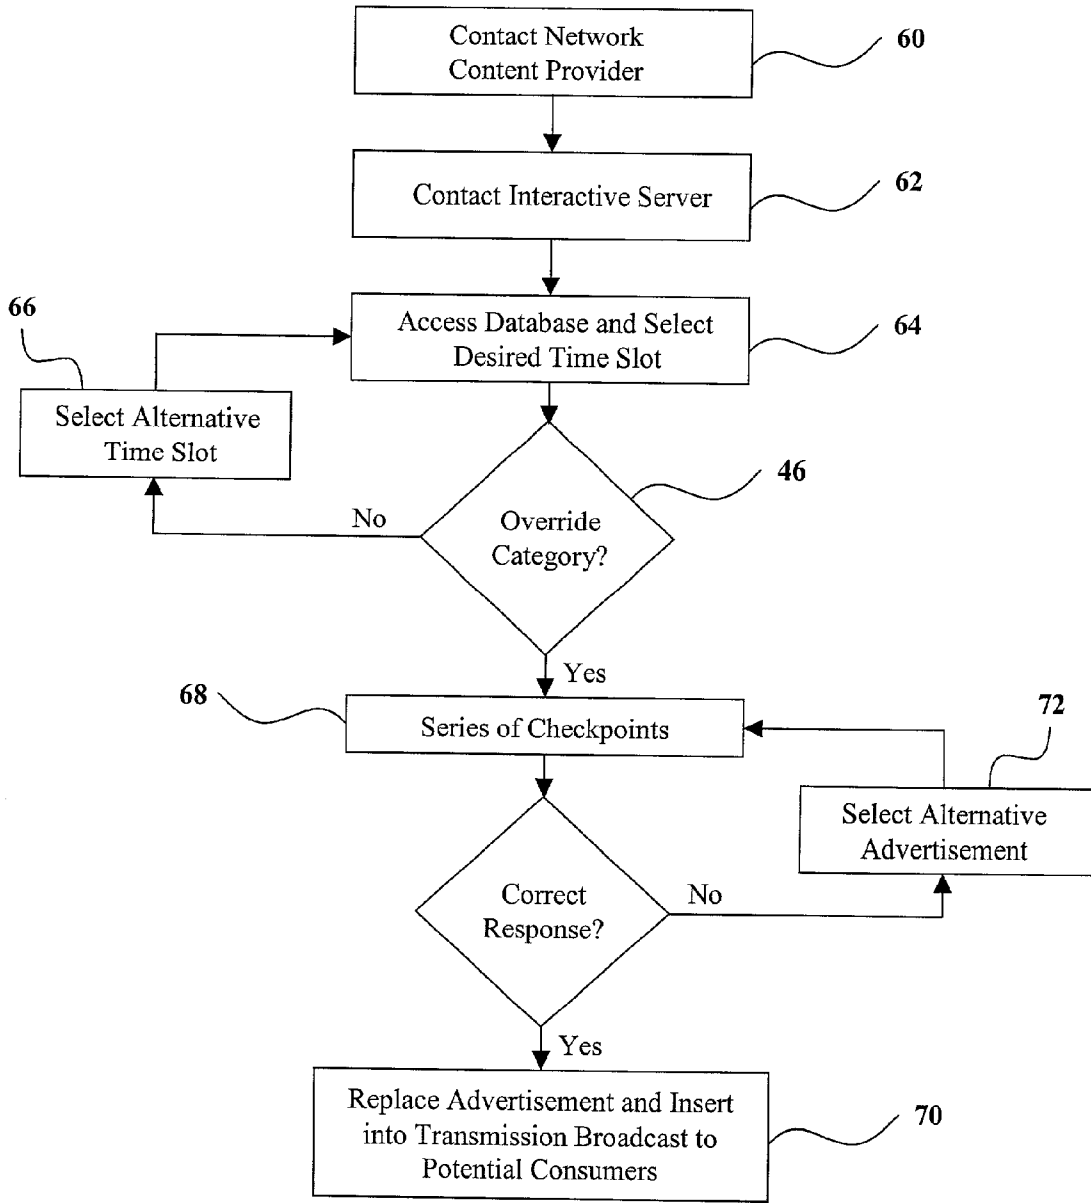 Contact Network
Content Provider
60
Contact Interactive Server
62
66
Access Database and Select
Desired Time Slot
64
Select Alternative
Time Slot
46
No
Override
Category?
Yes
68
Series of Checkpoints
72
Select Alternative
Advertisement
Correct
Response?
No
Yes
Replace Advertisement and Insert
into Transmission Broadcast to
Potential Consumers
70